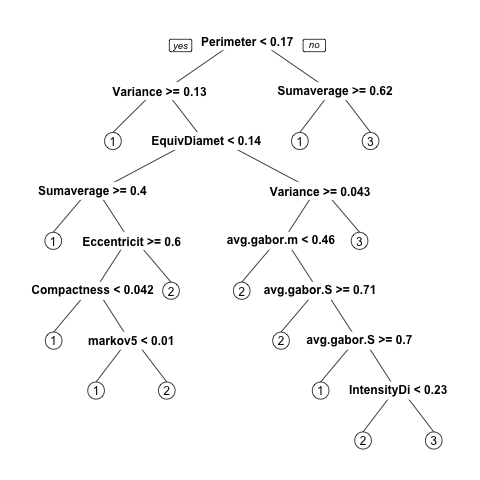 yes Perimeter < 0.17 no
Variance >= 0.13 Sumaverage >= 0.62
1 EquivDiamet < 0.14 1 3
Sumaverage >= 0.4 Variance >= 0.043
1 Eccentricit >= 0.6 avg.gabor.m < 0.46 3
Compactness < 0.042 2 2 avg.gabor.S >= 0.71
1 markov5 < 0.01 2 avg.gabor.S >= 0.7
1 2 1 IntensityDi < 0.23
2 3